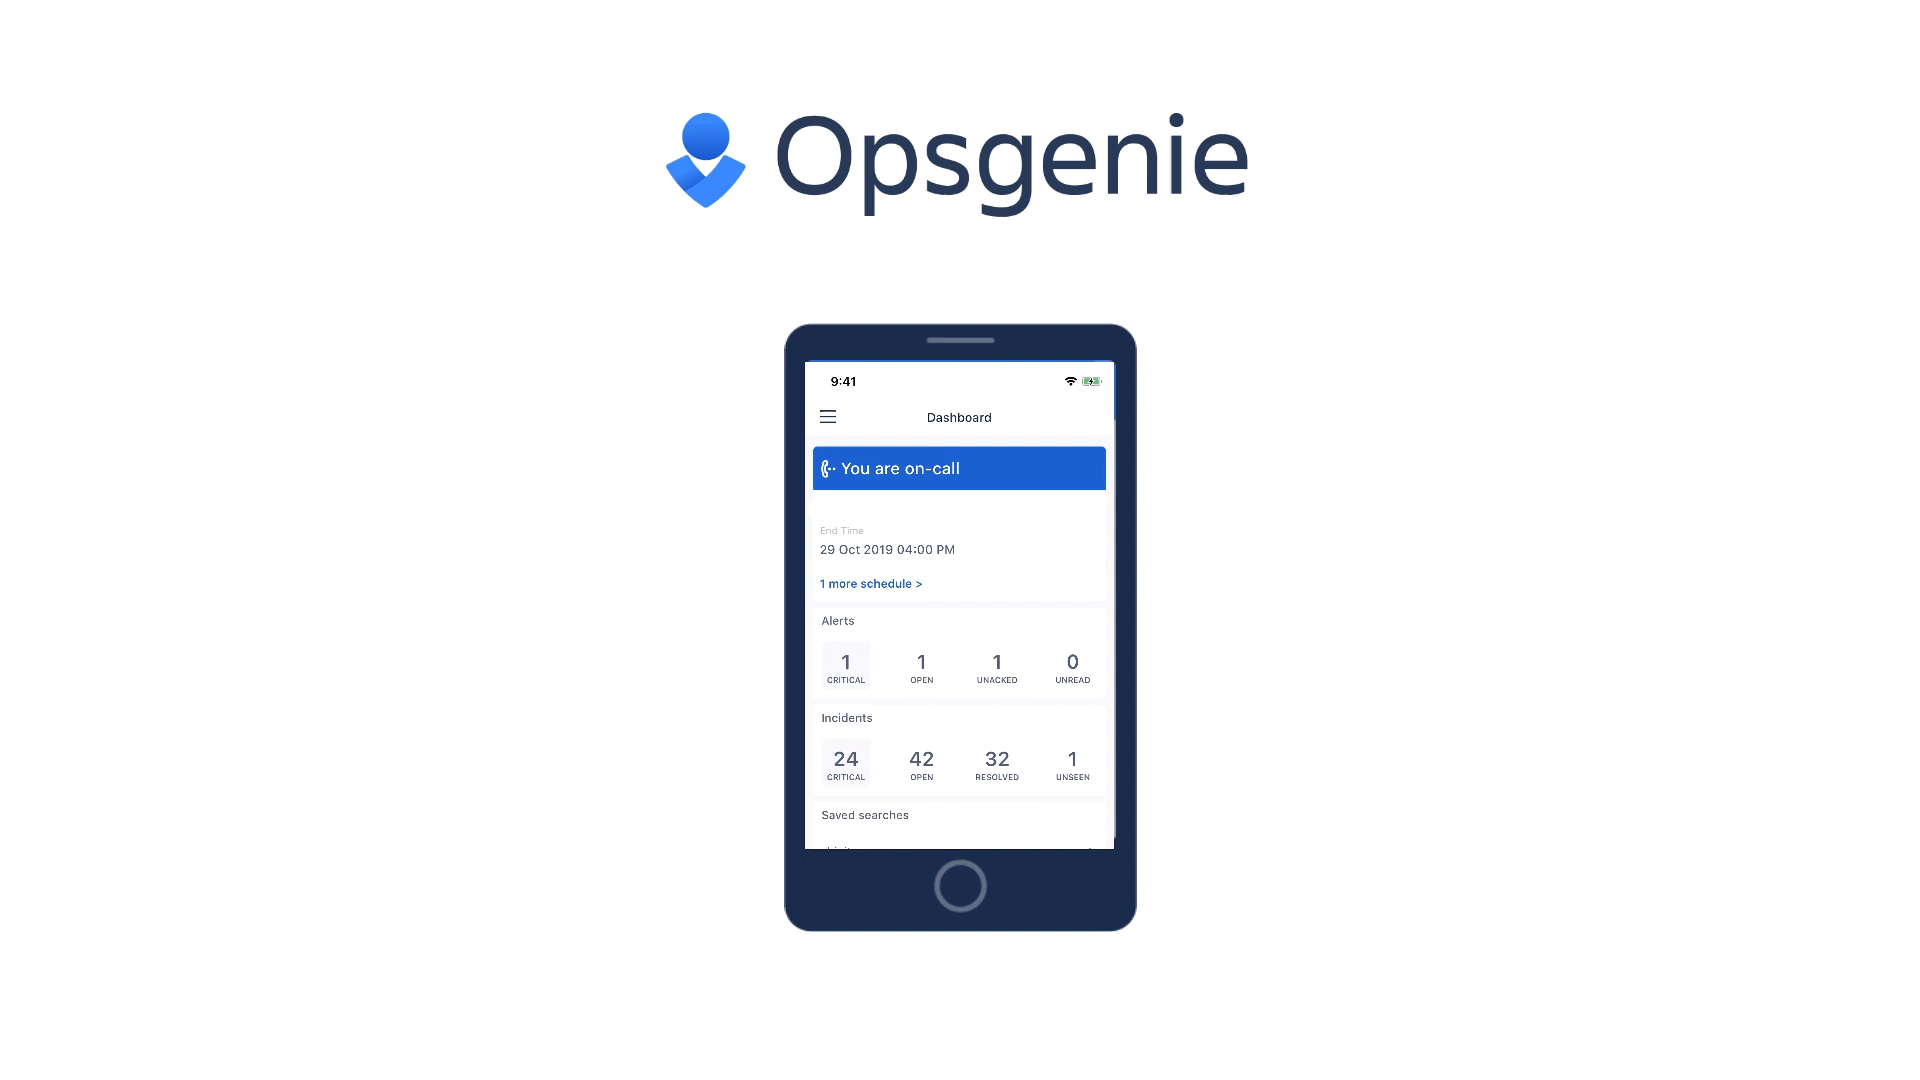 Opsgenie
9:41
Dashboard
You are on-call
End Time
29 Oct 2019 04:00 PM
1 more schedule >
Alerts
1 1 1 0
CRITICAL OPEN UNACKED UNREAD
Incidents
24 42 32 1
CRITICAL OPEN RESOLVED UNSEEN
Saved searches